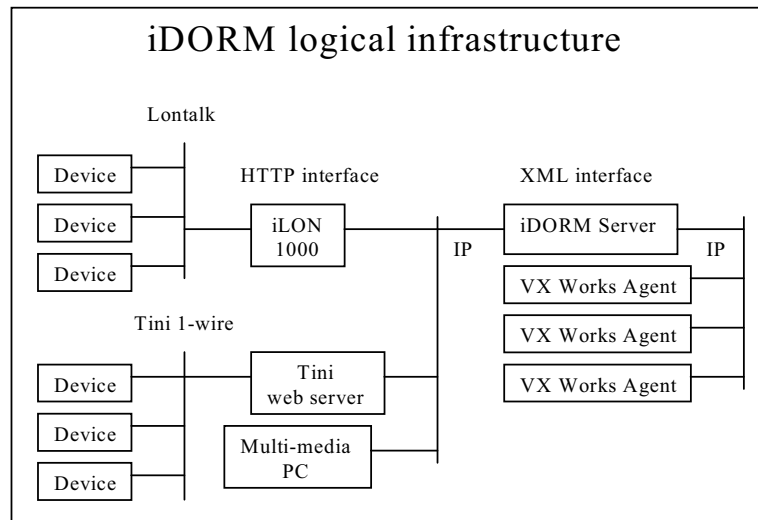 iDORM logical infrastructure
Lontalk
Device
Device
Device
HTTP interface
iLON
1000
XML interface
iDORM Server
IP
IP
VX Works Agent
VX Works Agent
VX Works Agent
Tini 1-wire
Device
Device
Device
Tini
web server
Multi-media
PC